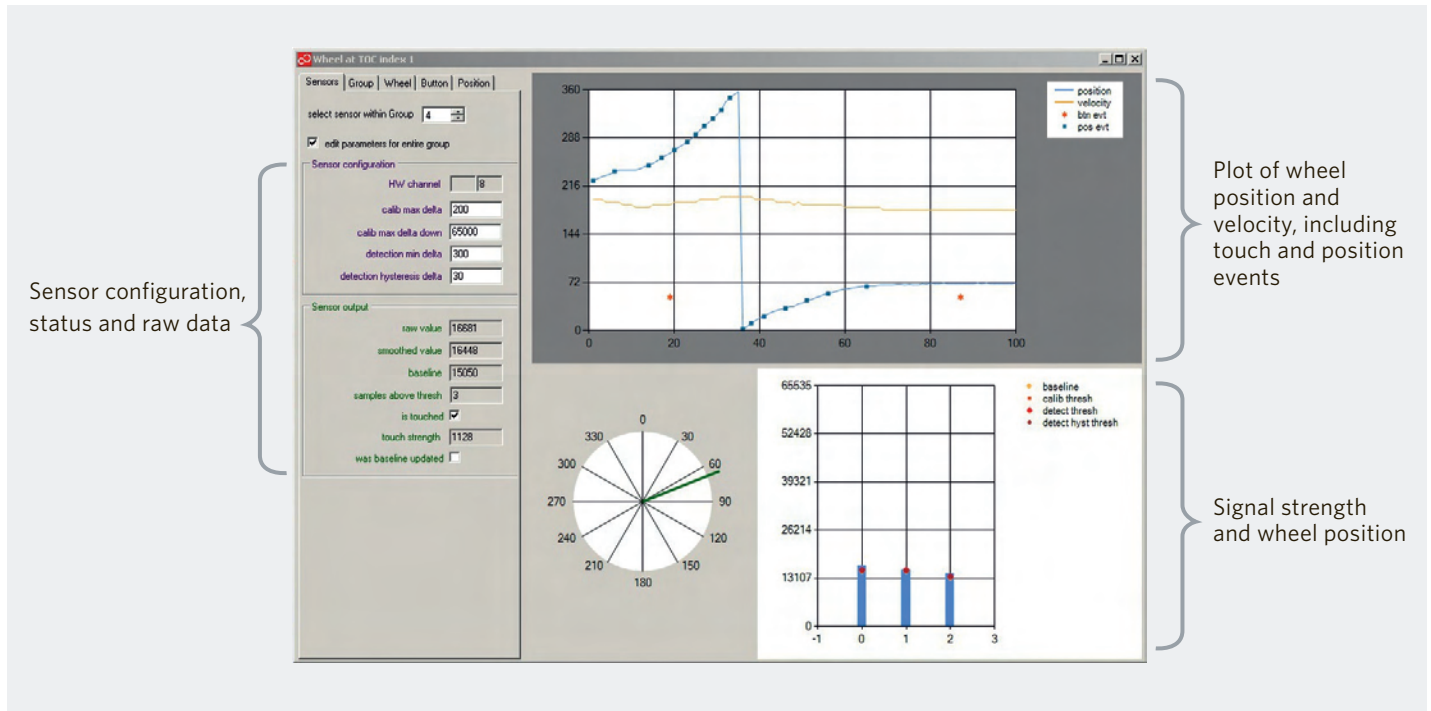 Wheel at TOC index 1
Sensors Group Wheel Button Position
select sensor within Group 4
edit parameters for entire group
Sensor configuration
HW channel 8
calib max delta 200
calib max delta down 65000
detection min delta 300
detection hysteresis delta 30
Sensor output
raw value 16681
smoothed value 16448
baseline 15050
samples above thresh 3
is touched
touch strength 1128
was baseline updated
Sensor configuration,
status and raw data
360
288
216
144
72
0
0 20 40 60 80 100
position
velocity
btn evt
pos evt
Plot of wheel
position and
velocity, including
touch and position
events
0
30
60
90
120
150
180
210
240
270
300
330
65535
52428
39321
26214
13107
0
-1 0 1 2 3
baseline
calib thresh
detect thresh
detect hyst thresh
Signal strength
and wheel position